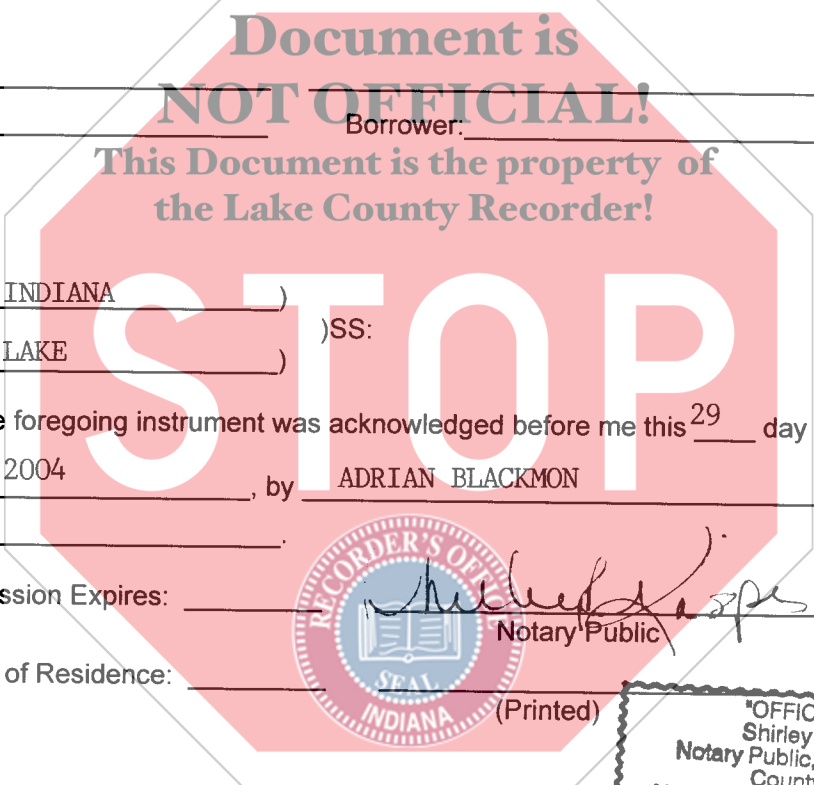 Document is
NOT OFFICIAL!
Borrower:
This Document is the property of
the Lake County Recorder!
STOP
INDIANA )
)SS:
LAKE )
foregoing instrument was acknowledged before me this 29 day
2004 , by ADRIAN BLACKMON
.
RECORDER'S OFFICE
ssion Expires:
Notary Public
of Residence:
SEAL
INDIANA
(Printed)
"OFFIC
Shirley
Notary Public,
County